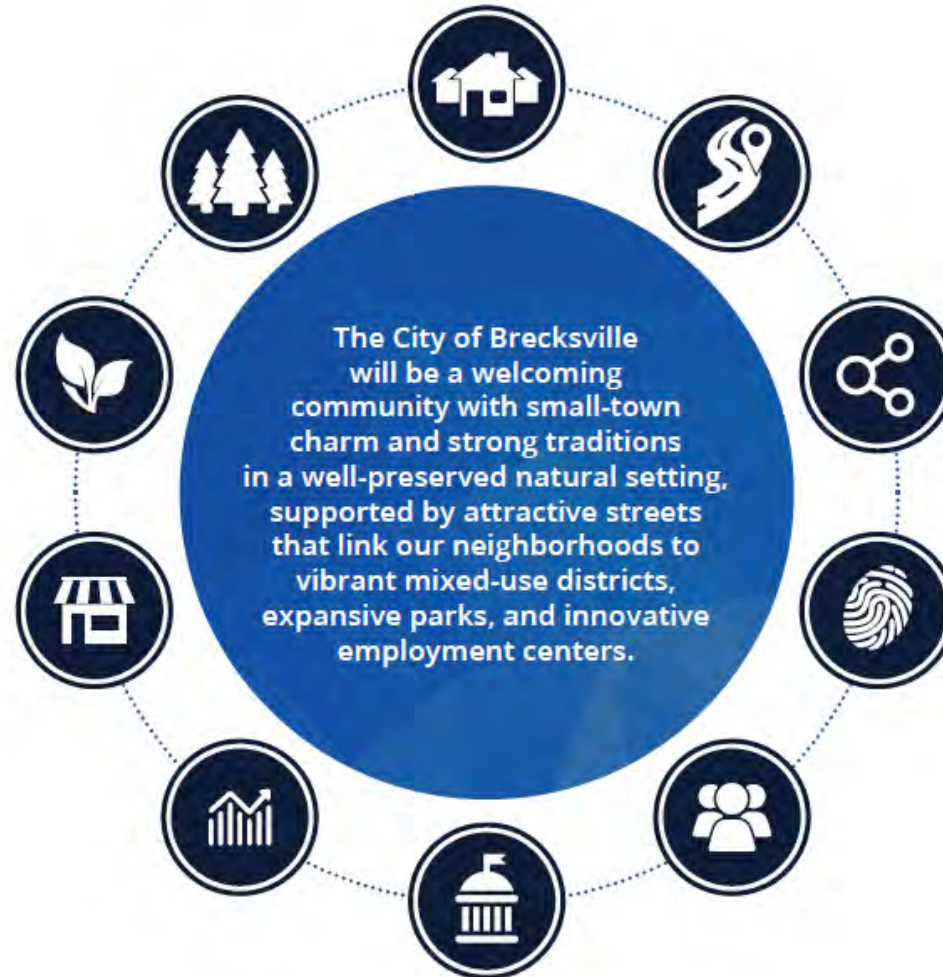 The City of Brecksville
will be a welcoming
community with small-town
charm and strong traditions
in a well-preserved natural setting,
supported by attractive streets
that link our neighborhoods to
vibrant mixed-use districts,
expansive parks, and innovative
employment centers.